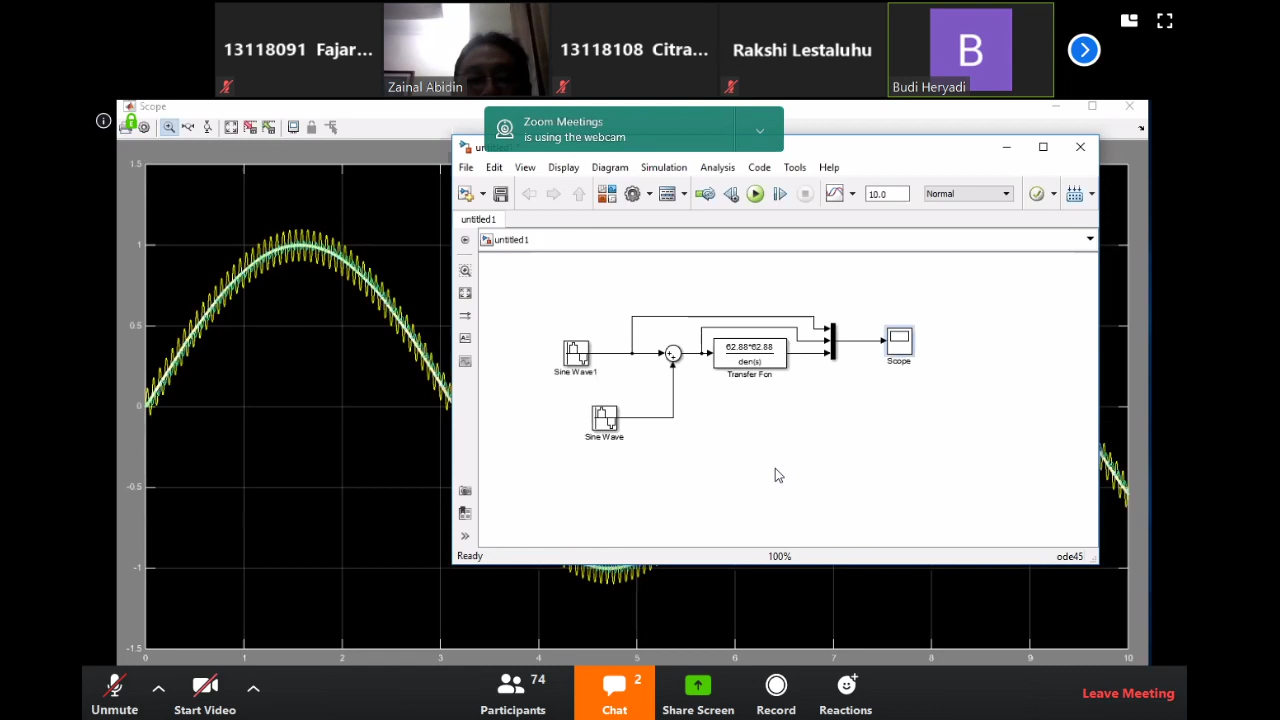 13118091 Fajar...
Zainal Abidin
13118108 Citra...
Rakshi Lestaluhu
B
Budi Heryadi
Scope
Zoom Meetings
is using the webcam
File Edit View Display Diagram Simulation Analysis Code Tools Help
10.0
Normal
untitled1
untitled1
Sine Wave1
62.88*62.88
den(s)
Transfer Fcn
Scope
Sine Wave
Ready
100%
ode45
1.5
1
0.5
0
-0.5
-1
-1.5
0 1 2 3 4 5 6 7 8 9 10
Unmute
Start Video
74
Participants
2
Chat
Share Screen
Record
Reactions
Leave Meeting